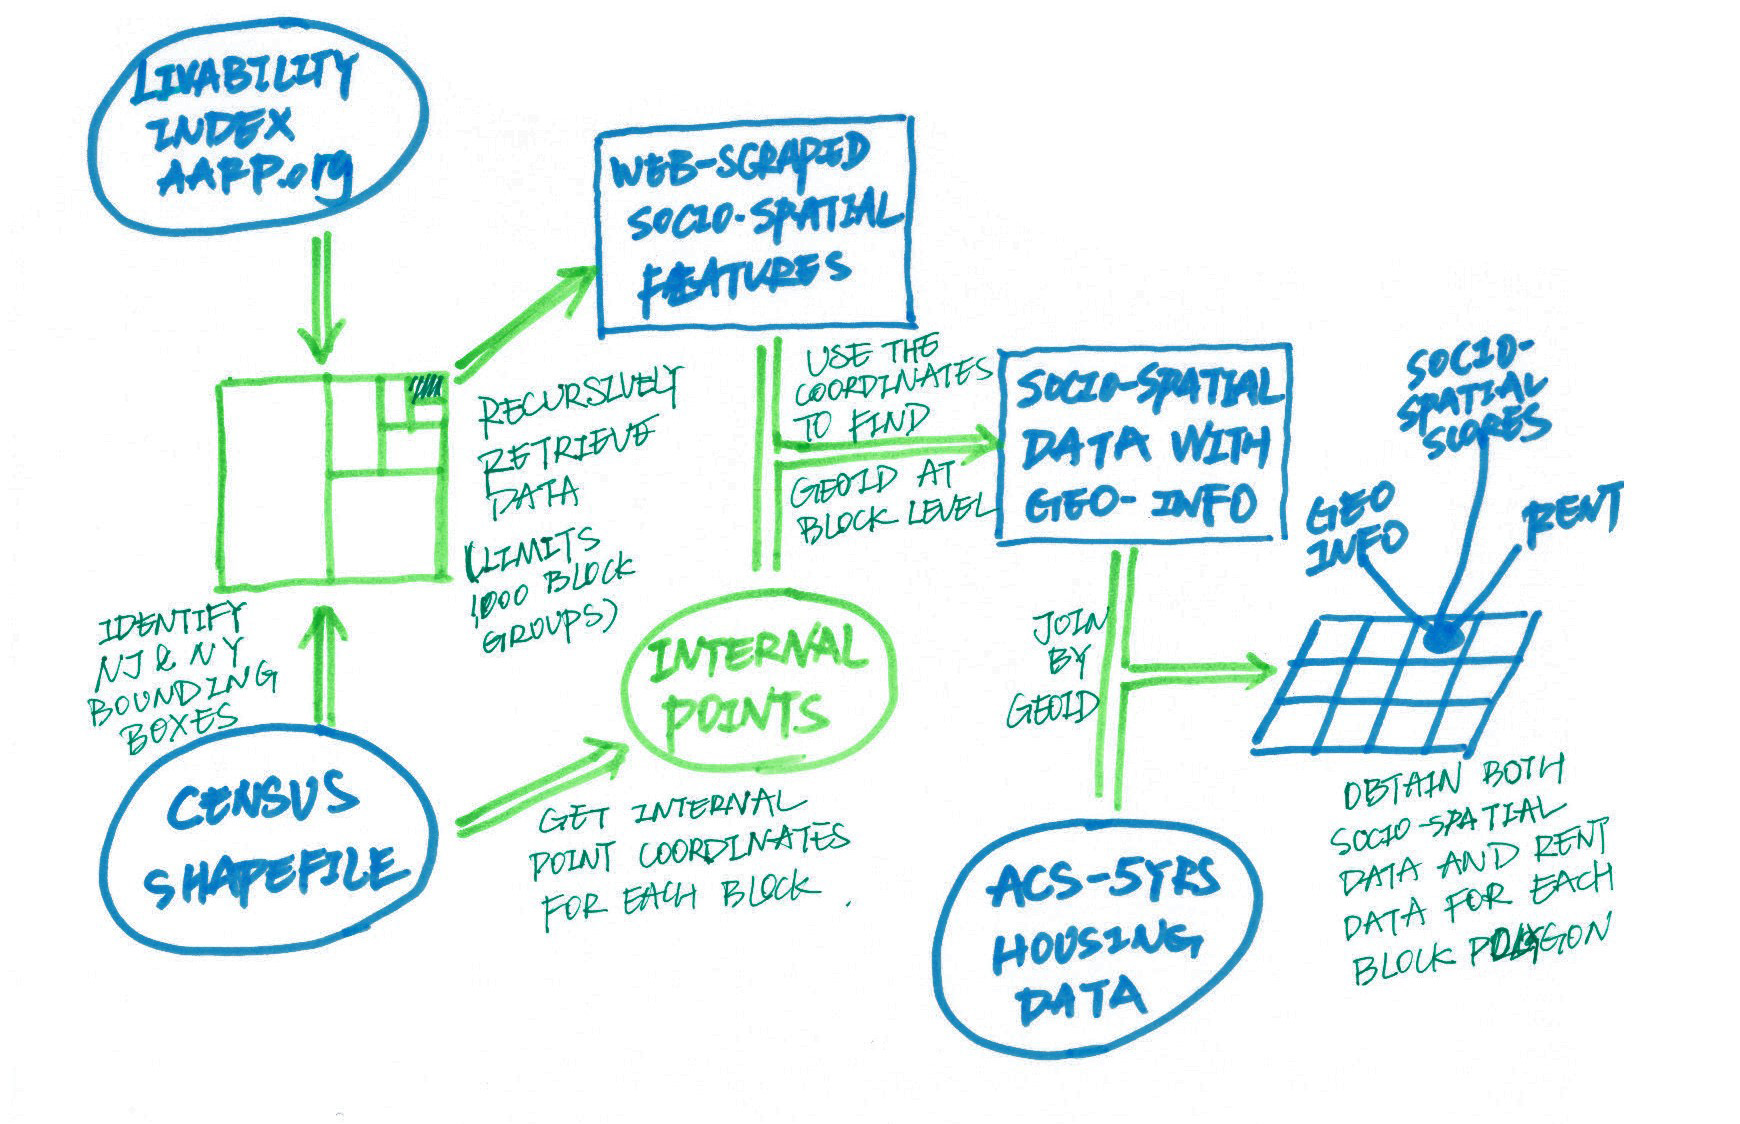 LIVABILITY
INDEX
AARP.org
WEB-SCRAPED
SOCIO-SPATIAL
FEATURES
RECURSIVELY
RETRIEVE
DATA
(LIMITS
1,000 BLOCK
GROUPS)
IDENTIFY
NJ & NY
BOUNDING
BOXES
CENSUS
SHAPEFILE
INTERNAL
POINTS
GET INTERNAL
POINT COORDINATES
FOR EACH BLOCK.
USE THE
COORDINATES
TO FIND
GEOID AT
BLOCK LEVEL
SOCIO-SPATIAL
DATA WITH
GEO-INFO
JOIN
BY
GEOID
ACS-5YRS
HOUSING
DATA
SOCIO-
SPATIAL
SCORES
GEO
INFO
RENT
OBTAIN BOTH
SOCIO-SPATIAL
DATA AND RENT
DATA FOR EACH
BLOCK POLYGON